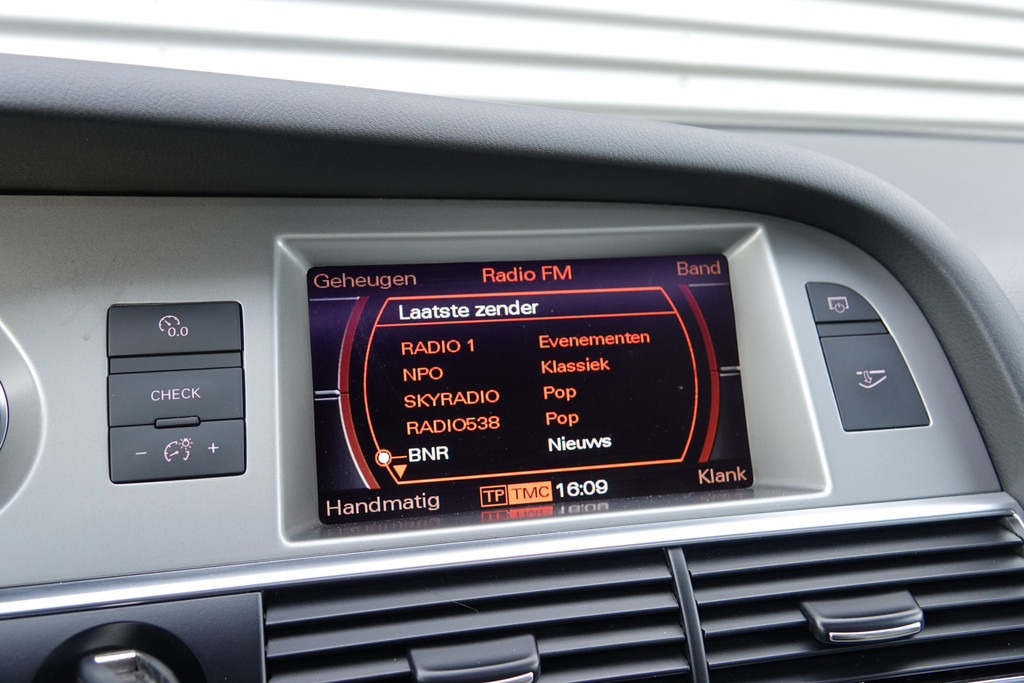 Geheugen Radio FM Band
Laatste zender
RADIO 1 Evenementen
NPO Klassiek
SKYRADIO Pop
RADIO538 Pop
BNR Nieuws
Handmatig TP TMC 16:09 Klank
0.0
CHECK
- +